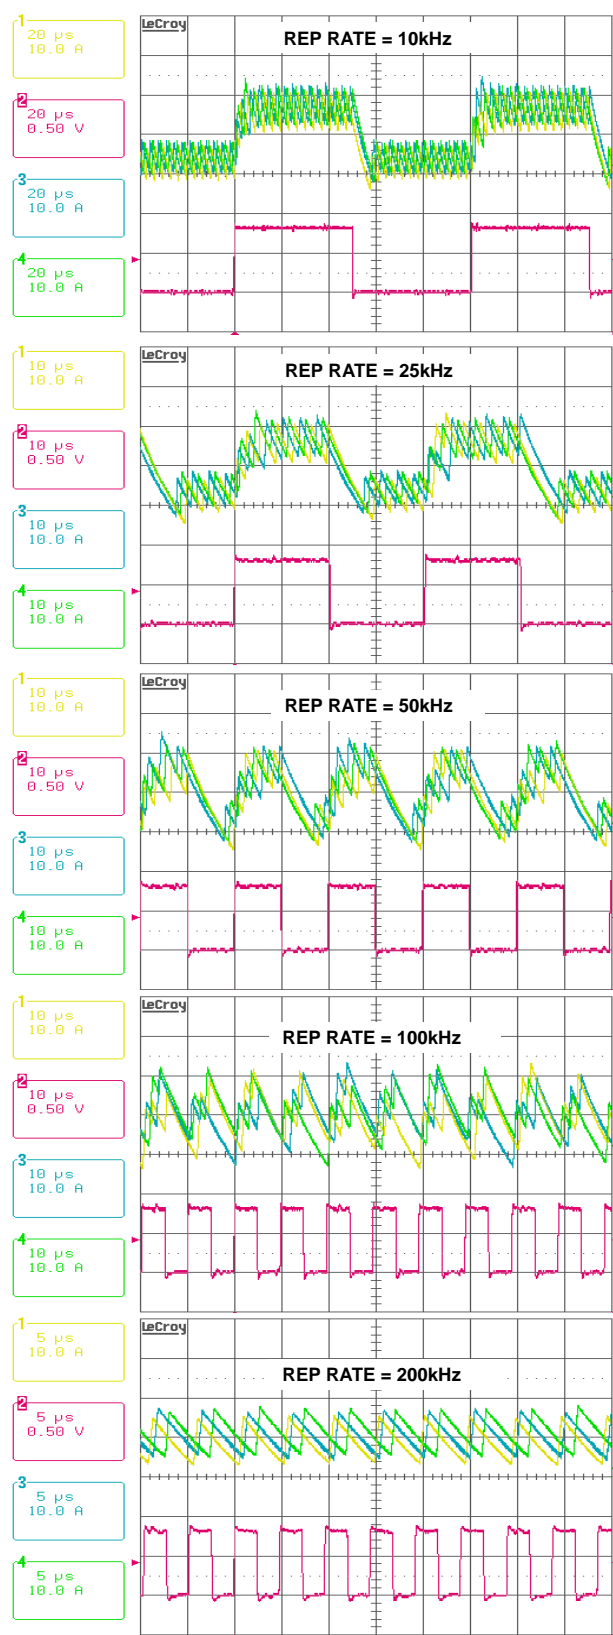 LeCroy
REP RATE = 10kHz
1
20 µs
10.0 A
2
20 µs
0.50 V
3
20 µs
10.0 A
4
20 µs
10.0 A
LeCroy
REP RATE = 25kHz
1
10 µs
10.0 A
2
10 µs
0.50 V
3
10 µs
10.0 A
4
10 µs
10.0 A
LeCroy
REP RATE = 50kHz
1
10 µs
10.0 A
2
10 µs
0.50 V
3
10 µs
10.0 A
4
10 µs
10.0 A
LeCroy
REP RATE = 100kHz
1
10 µs
10.0 A
2
10 µs
0.50 V
3
10 µs
10.0 A
4
10 µs
10.0 A
LeCroy
REP RATE = 200kHz
1
5 µs
10.0 A
2
5 µs
0.50 V
3
5 µs
10.0 A
4
5 µs
10.0 A